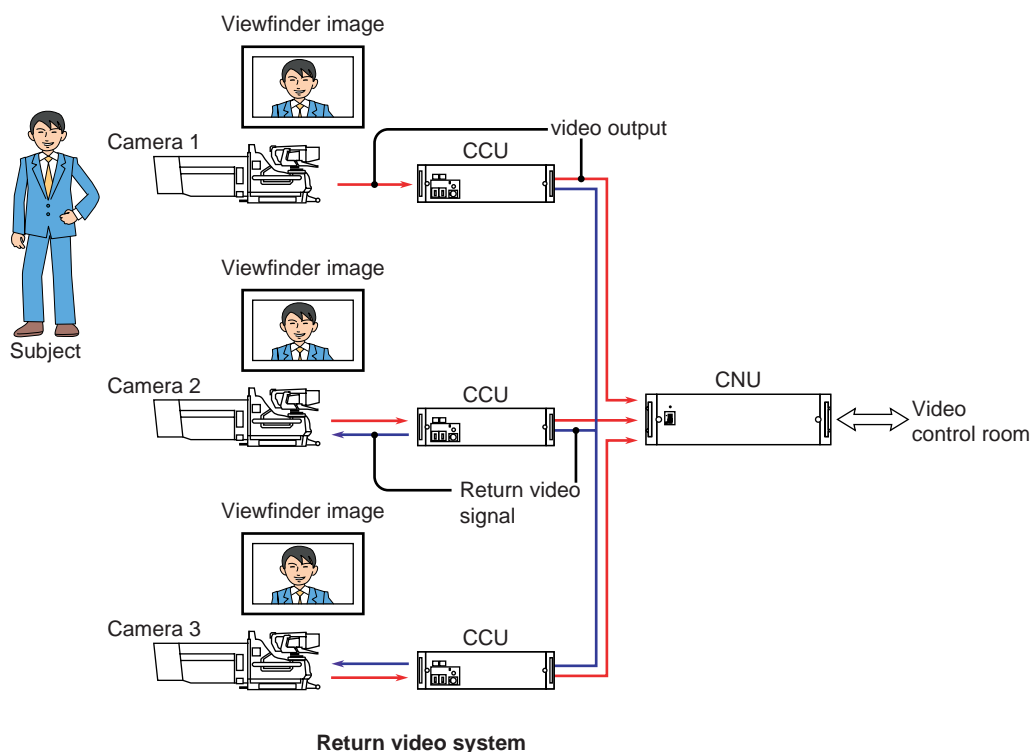 Viewfinder image
Camera 1
CCU
video output
Subject
Viewfinder image
Camera 2
CCU
CNU
Video
control room
Return video
signal
Viewfinder image
Camera 3
CCU
Return video system